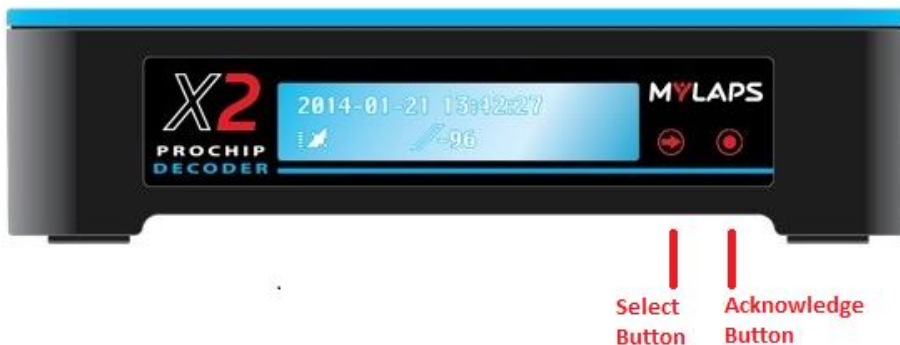 X2
PROCHIP
DECODER
2014-01-21 13:42:27
-96
MYLAPS
Select
Button
Acknowledge
Button